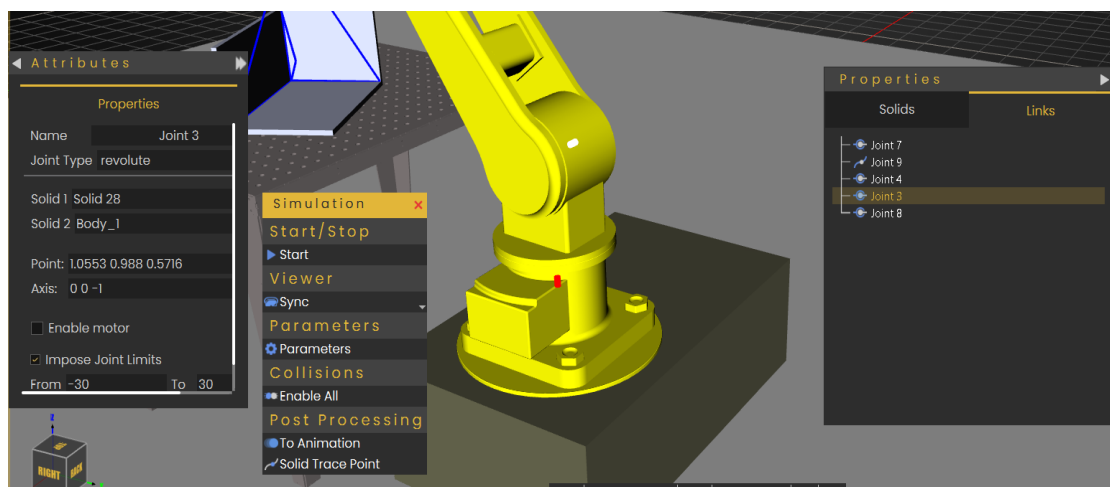 Attributes
Properties
Name Joint 3
Joint Type revolute
Solid 1 Solid 28
Solid 2 Body_1
Point: 1.0553 0.988 0.5716
Axis: 0 0 -1
Enable motor
Impose Joint Limits
From -30 To 30
Simulation x
Start/Stop
Start
Viewer
Sync
Parameters
Parameters
Collisions
Enable All
Post Processing
To Animation
Solid Trace Point
Properties
Solids Links
Joint 7
Joint 9
Joint 4
Joint 3
Joint 8
z
RIGHT BACK